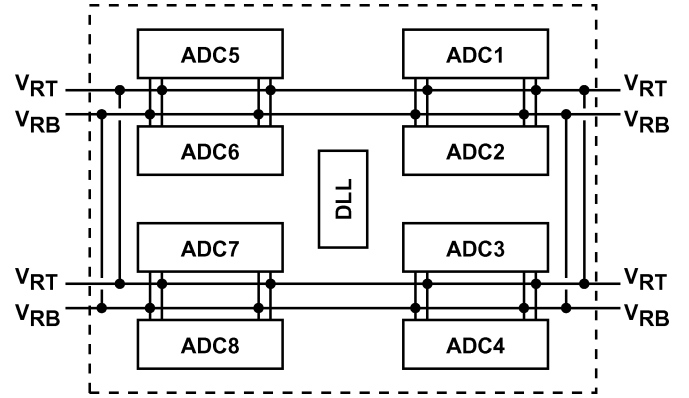 ADC5 ADC1
VRT VRT
VRB VRB
ADC6 ADC2
DLL
ADC7 ADC3
VRT VRT
VRB VRB
ADC8 ADC4